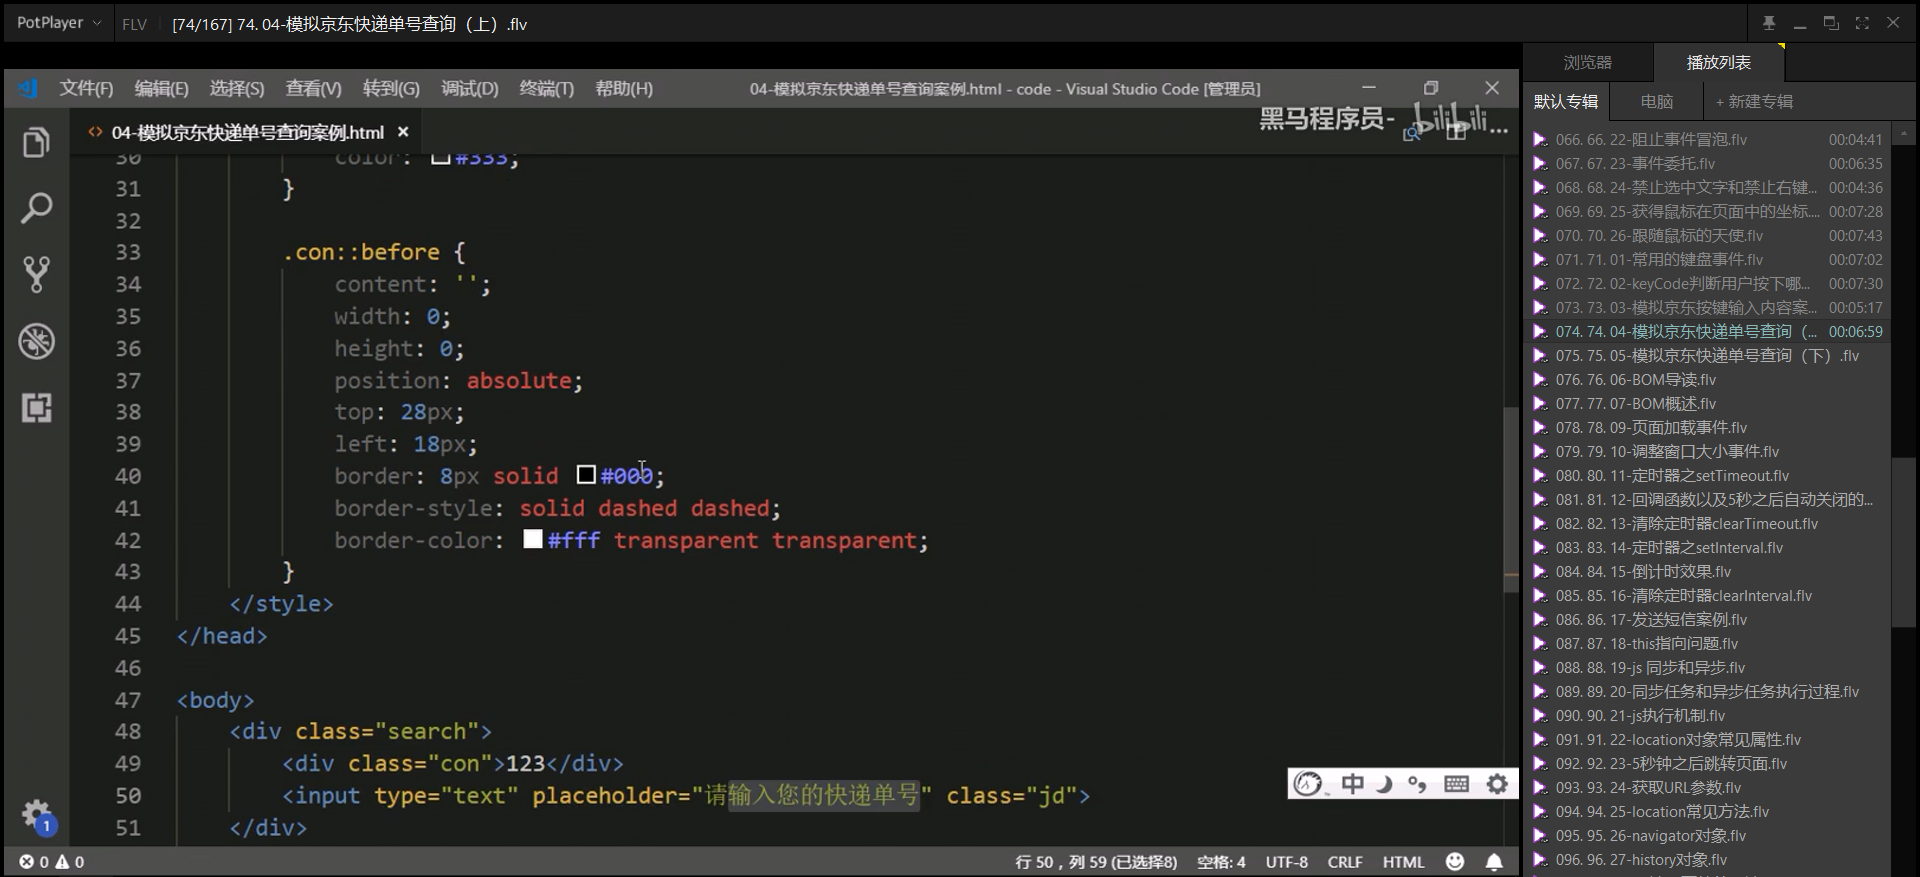 PotPlayer FLV [74/167] 74. 04-模拟京东快递单号查询（上）.flv
浏览器 播放列表
默认专辑 电脑 + 新建专辑
文件(F) 编辑(E) 选择(S) 查看(V) 转到(G) 调试(D) 终端(T) 帮助(H) 04-模拟京东快递单号查询案例.html - code - Visual Studio Code [管理员]
黑马程序员- bilibili
<> 04-模拟京东快递单号查询案例.html ×
30 color: #333;
31 }
32
33 .con::before {
34 content: '';
35 width: 0;
36 height: 0;
37 position: absolute;
38 top: 28px;
39 left: 18px;
40 border: 8px solid #000;
41 border-style: solid dashed dashed;
42 border-color: #fff transparent transparent;
43 }
44 </style>
45 </head>
46
47 <body>
48 <div class="search">
49 <div class="con">123</div>
50 <input type="text" placeholder="请输入您的快递单号" class="jd">
51 </div>
中
1
0 0 行 50，列 59 (已选择8) 空格: 4 UTF-8 CRLF HTML
066. 66. 22-阻止事件冒泡.flv 00:04:41
067. 67. 23-事件委托.flv 00:06:35
068. 68. 24-禁止选中文字和禁止右键... 00:04:36
069. 69. 25-获得鼠标在页面中的坐标.... 00:07:28
070. 70. 26-跟随鼠标的天使.flv 00:07:43
071. 71. 01-常用的键盘事件.flv 00:07:02
072. 72. 02-keyCode判断用户按下哪... 00:07:30
073. 73. 03-模拟京东按键输入内容案... 00:05:17
074. 74. 04-模拟京东快递单号查询（... 00:06:59
075. 75. 05-模拟京东快递单号查询（下）.flv
076. 76. 06-BOM导读.flv
077. 77. 07-BOM概述.flv
078. 78. 09-页面加载事件.flv
079. 79. 10-调整窗口大小事件.flv
080. 80. 11-定时器之setTimeout.flv
081. 81. 12-回调函数以及5秒之后自动关闭的...
082. 82. 13-清除定时器clearTimeout.flv
083. 83. 14-定时器之setInterval.flv
084. 84. 15-倒计时效果.flv
085. 85. 16-清除定时器clearInterval.flv
086. 86. 17-发送短信案例.flv
087. 87. 18-this指向问题.flv
088. 88. 19-js 同步和异步.flv
089. 89. 20-同步任务和异步任务执行过程.flv
090. 90. 21-js执行机制.flv
091. 91. 22-location对象常见属性.flv
092. 92. 23-5秒钟之后跳转页面.flv
093. 93. 24-获取URL参数.flv
094. 94. 25-location常见方法.flv
095. 95. 26-navigator对象.flv
096. 96. 27-history对象.flv